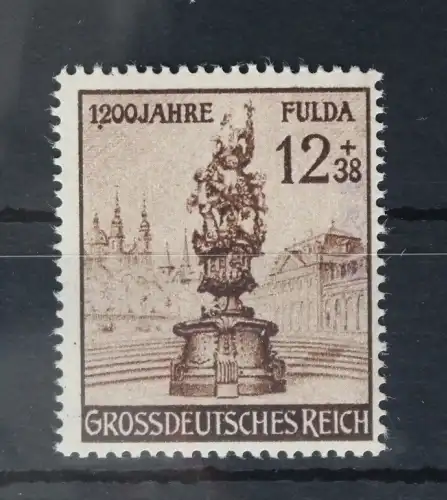 1200 JAHRE FULDA
12 + 38
GROSSDEUTSCHES REICH